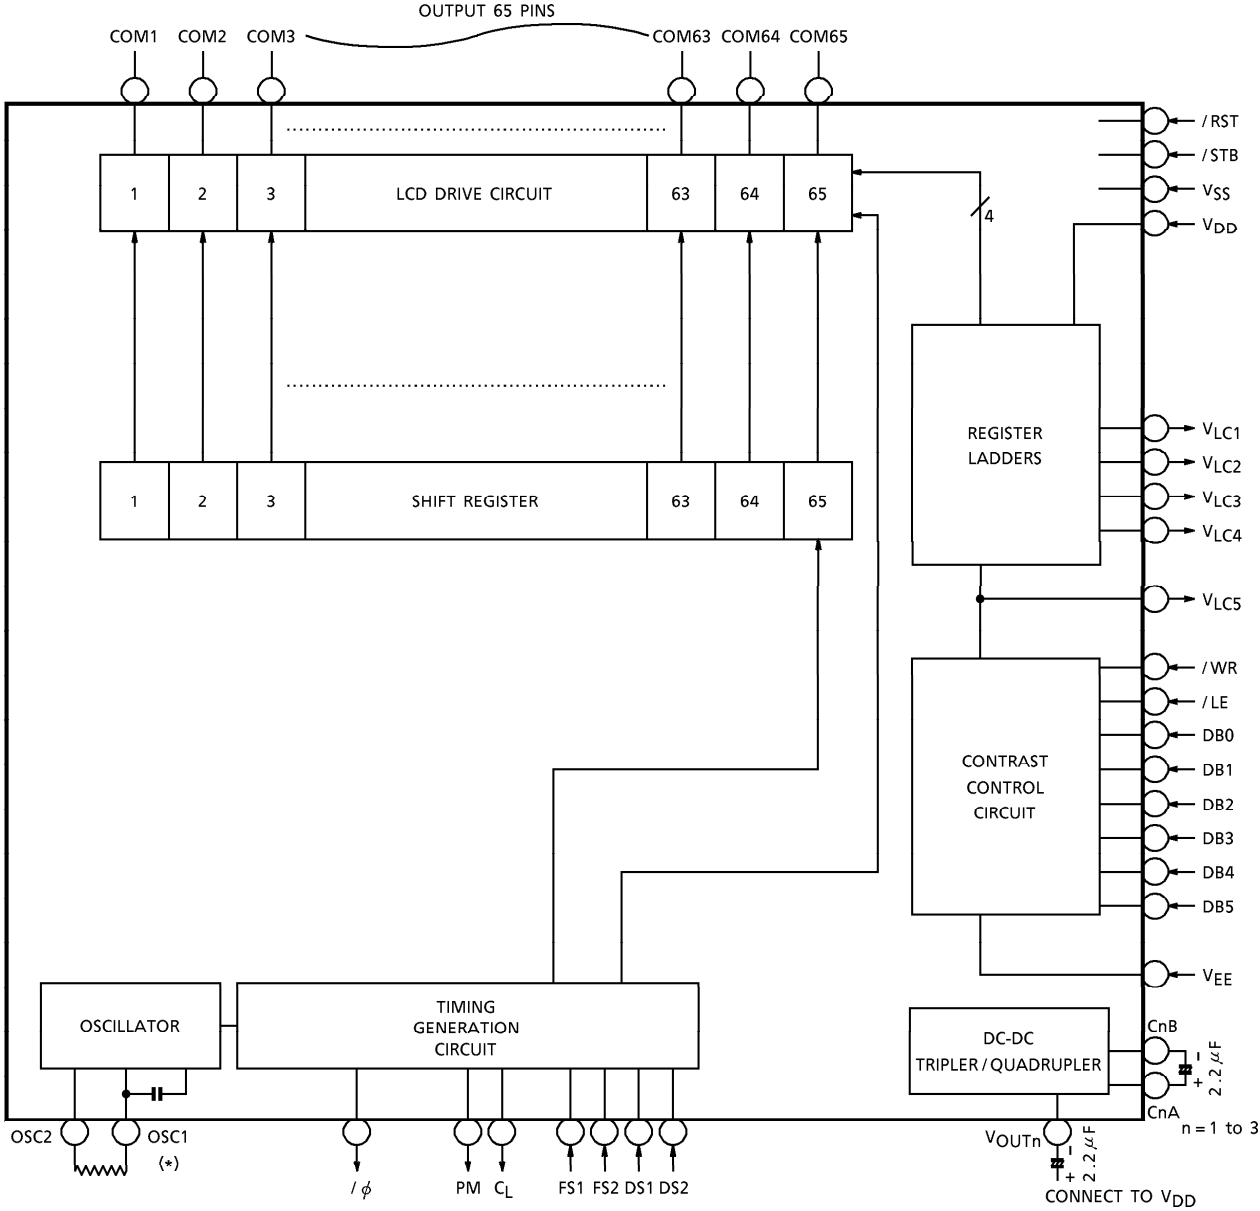 OUTPUT 65 PINS
COM1 COM2 COM3 COM63 COM64 COM65
/RST
/STB
VSS
VDD
1 2 3 LCD DRIVE CIRCUIT 63 64 65
4
REGISTER
LADDERS
VLC1
VLC2
VLC3
VLC4
1 2 3 SHIFT REGISTER 63 64 65
VLC5
CONTRAST
CONTROL
CIRCUIT
/WR
/LE
DB0
DB1
DB2
DB3
DB4
DB5
VEE
OSCILLATOR
TIMING
GENERATION
CIRCUIT
DC-DC
TRIPLER/QUADRUPLER
CnB
- 2.2 μF
+
CnA
n = 1 to 3
OSC2 OSC1
(*)
/ϕ PM CL FS1 FS2 DS1 DS2
VOUTn
+ - 2.2 μF
CONNECT TO VDD